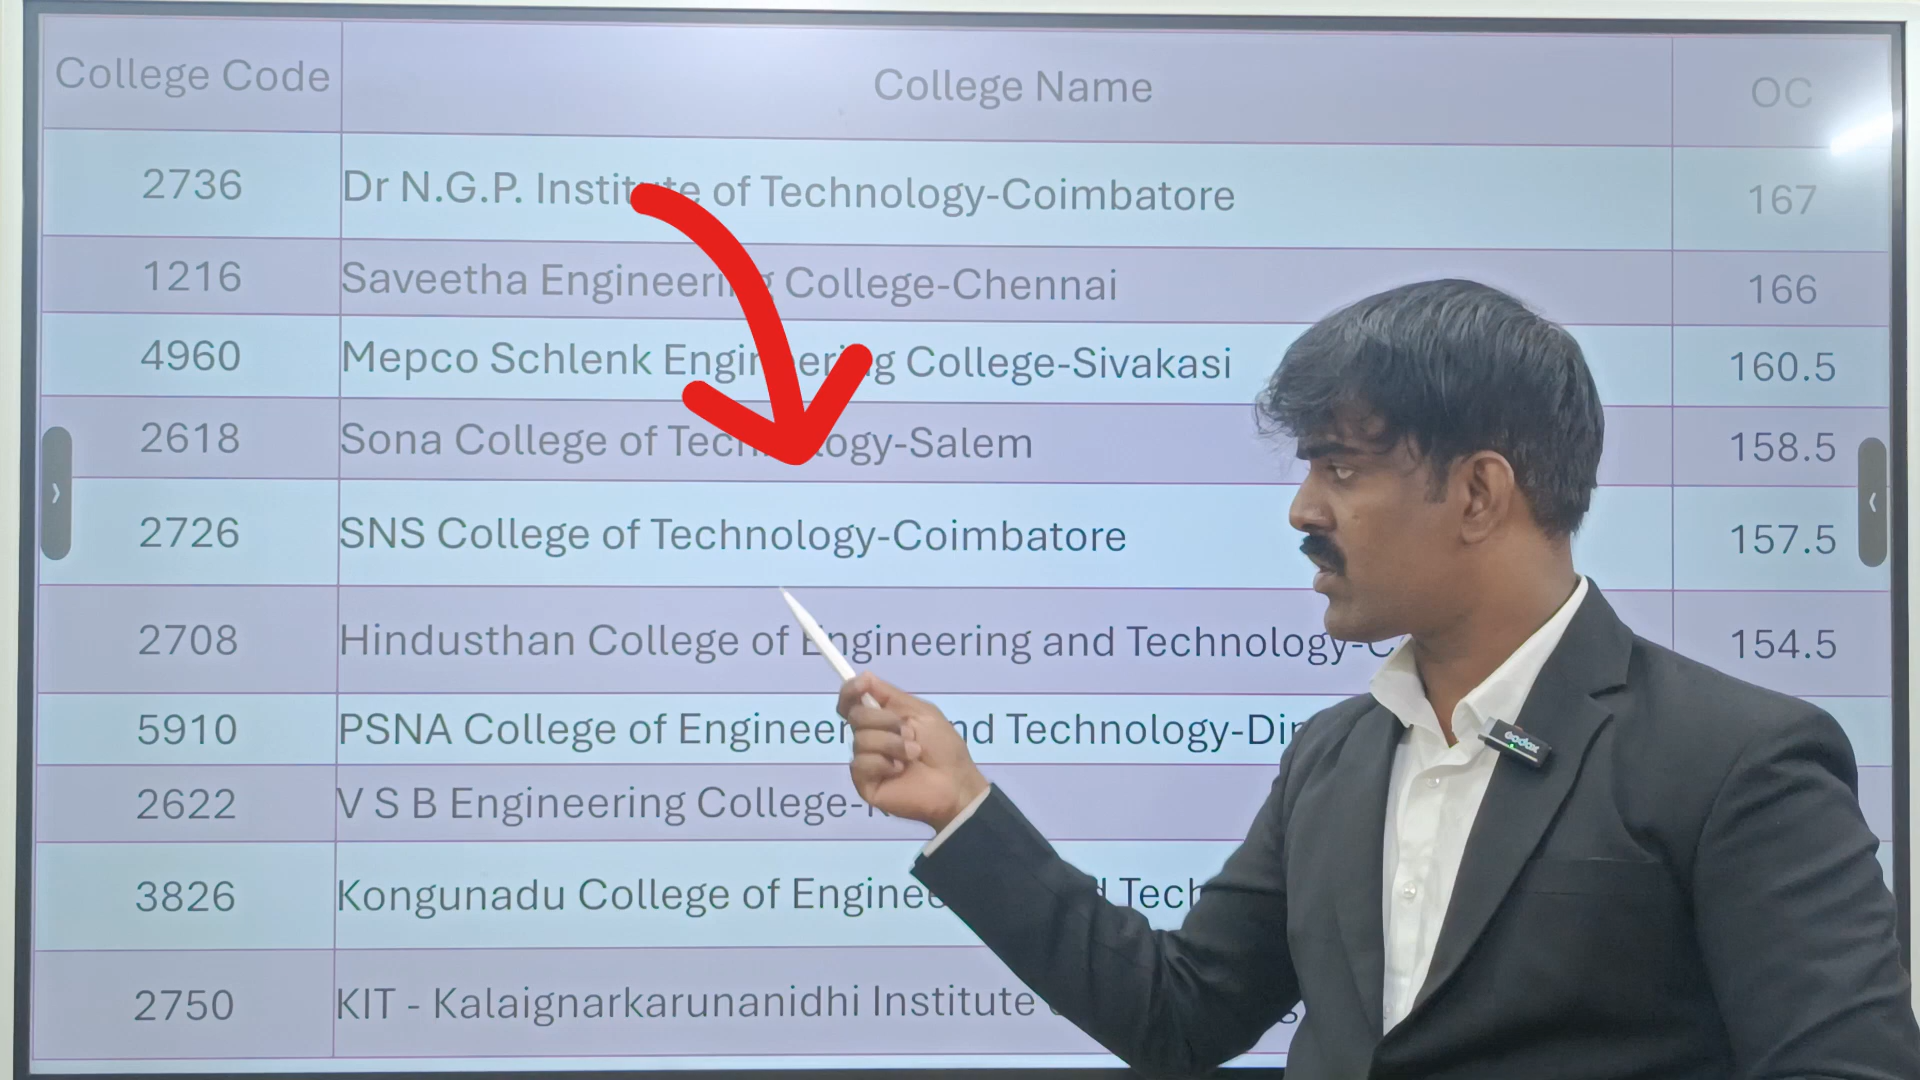 College Code College Name OC
2736 Dr N.G.P. Institute of Technology-Coimbatore 167
1216 Saveetha Engineering College-Chennai 166
4960 Mepco Schlenk Engineering College-Sivakasi 160.5
2618 Sona College of Technology-Salem 158.5
2726 SNS College of Technology-Coimbatore 157.5
2708 Hindusthan College of Engineering and Technology-C 154.5
5910 PSNA College of Engineer nd Technology-Din
2622 V S B Engineering College-
3826 Kongunadu College of Enginee Tech
2750 KIT - Kalaignarkarunanidhi Institute
Godox